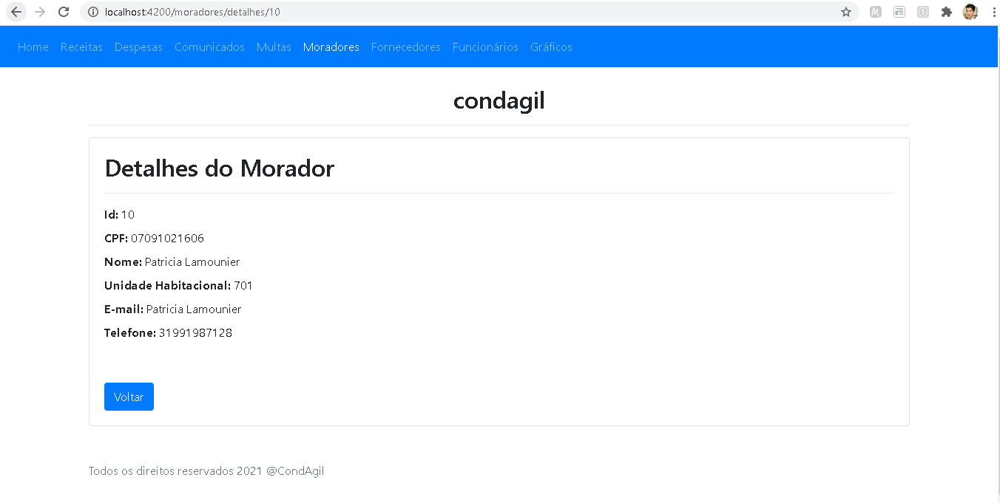 localhost:4200/moradores/detalhes/10
Home Receitas Despesas Comunicados Multas Moradores Fornecedores Funcionários Gráficos
condagil
Detalhes do Morador
Id: 10
CPF: 07091021606
Nome: Patricia Lamounier
Unidade Habitacional: 701
E-mail: Patricia Lamounier
Telefone: 31991987128
Voltar
Todos os direitos reservados 2021 @CondAgil